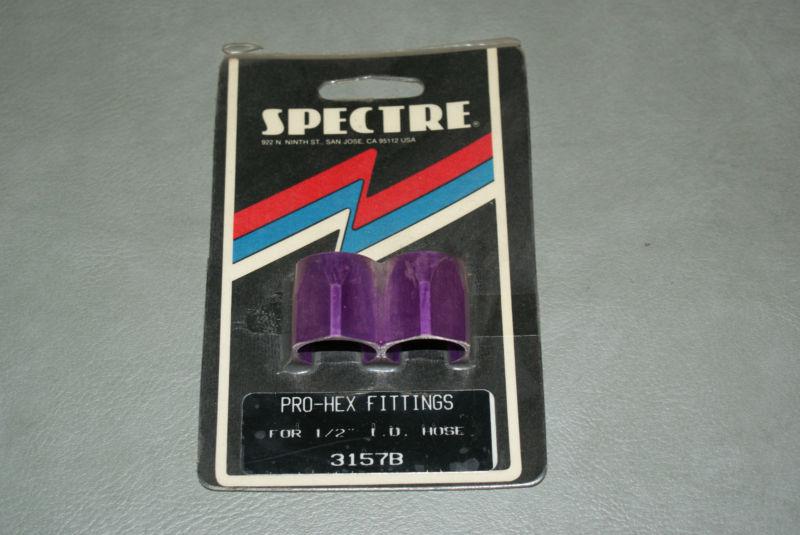 SPECTRE®
922 N. NINTH ST., SAN JOSE, CA 95112 USA
PRO-HEX FITTINGS
FOR 1/2" I.D. HOSE
3157B